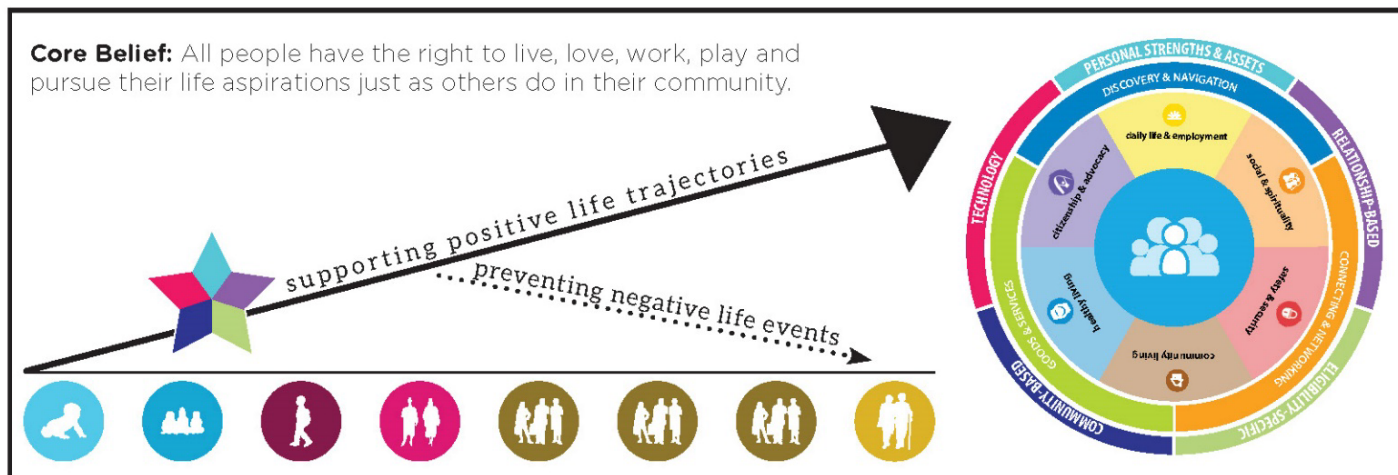 Core Belief: All people have the right to live, love, work, play and
pursue their life aspirations just as others do in their community.
supporting positive life trajectories
preventing negative life events
PERSONAL STRENGTHS & ASSETS
RELATIONSHIP-BASED
ELIGIBILITY-SPECIFIC
COMMUNITY-BASED
TECHNOLOGY
DISCOVERY & NAVIGATION
CONNECTING & NETWORKING
GOODS & SERVICES
daily life & employment
social & spirituality
safety & security
community living
healthy living
citizenship & advocacy